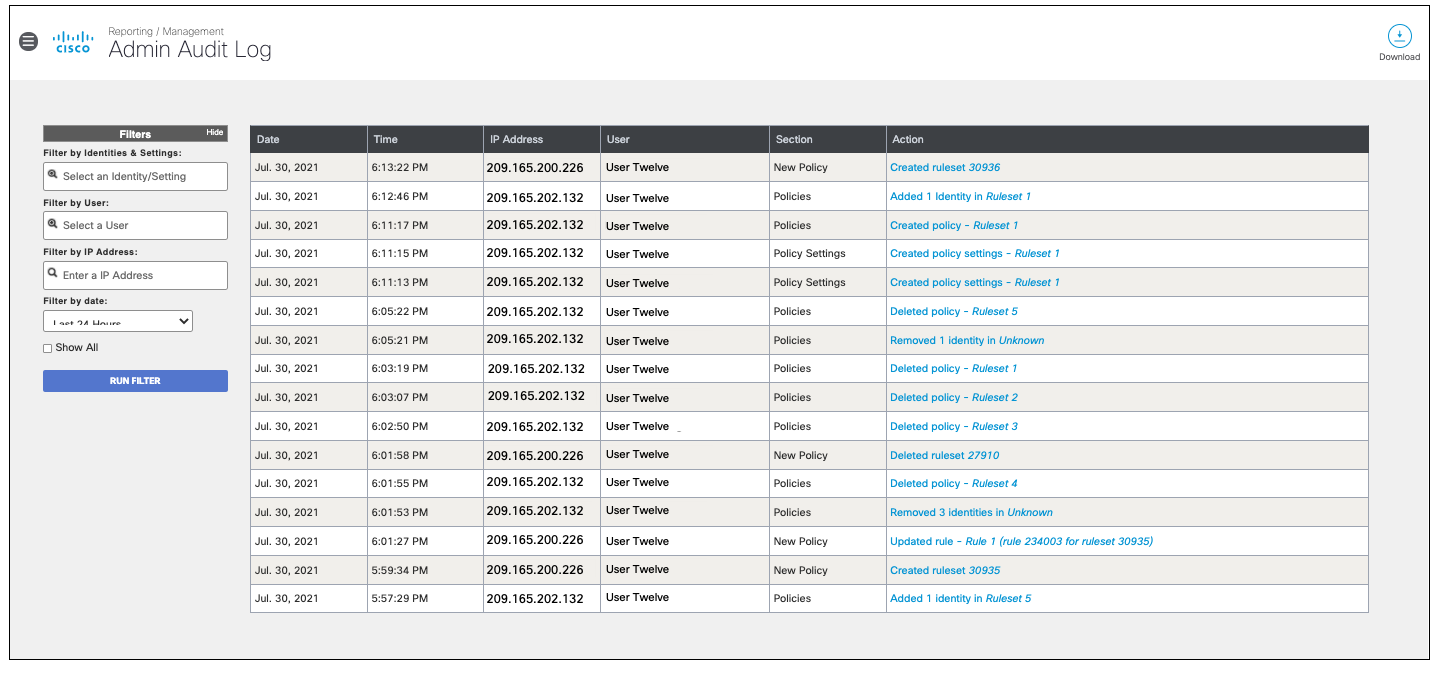 Reporting / Management
CISCO
Admin Audit Log
Download
Filters Hide
Filter by Identities & Settings:
Select an Identity/Setting
Filter by User:
Select a User
Filter by IP Address:
Enter a IP Address
Filter by date:
Last 24 Hours
Show All
RUN FILTER
Date Time IP Address User Section Action
Jul. 30, 2021 6:13:22 PM 209.165.200.226 User Twelve New Policy Created ruleset 30936
Jul. 30, 2021 6:12:46 PM 209.165.202.132 User Twelve Policies Added 1 Identity in Ruleset 1
Jul. 30, 2021 6:11:17 PM 209.165.202.132 User Twelve Policies Created policy - Ruleset 1
Jul. 30, 2021 6:11:15 PM 209.165.202.132 User Twelve Policy Settings Created policy settings - Ruleset 1
Jul. 30, 2021 6:11:13 PM 209.165.202.132 User Twelve Policy Settings Created policy settings - Ruleset 1
Jul. 30, 2021 6:05:22 PM 209.165.202.132 User Twelve Policies Deleted policy - Ruleset 5
Jul. 30, 2021 6:05:21 PM 209.165.202.132 User Twelve Policies Removed 1 identity in Unknown
Jul. 30, 2021 6:03:19 PM 209.165.202.132 User Twelve Policies Deleted policy - Ruleset 1
Jul. 30, 2021 6:03:07 PM 209.165.202.132 User Twelve Policies Deleted policy - Ruleset 2
Jul. 30, 2021 6:02:50 PM 209.165.202.132 User Twelve Policies Deleted policy - Ruleset 3
Jul. 30, 2021 6:01:58 PM 209.165.200.226 User Twelve New Policy Deleted ruleset 27910
Jul. 30, 2021 6:01:55 PM 209.165.202.132 User Twelve Policies Deleted policy - Ruleset 4
Jul. 30, 2021 6:01:53 PM 209.165.202.132 User Twelve Policies Removed 3 identities in Unknown
Jul. 30, 2021 6:01:27 PM 209.165.200.226 User Twelve New Policy Updated rule - Rule 1 (rule 234003 for ruleset 30935)
Jul. 30, 2021 5:59:34 PM 209.165.200.226 User Twelve New Policy Created ruleset 30935
Jul. 30, 2021 5:57:29 PM 209.165.202.132 User Twelve Policies Added 1 identity in Ruleset 5